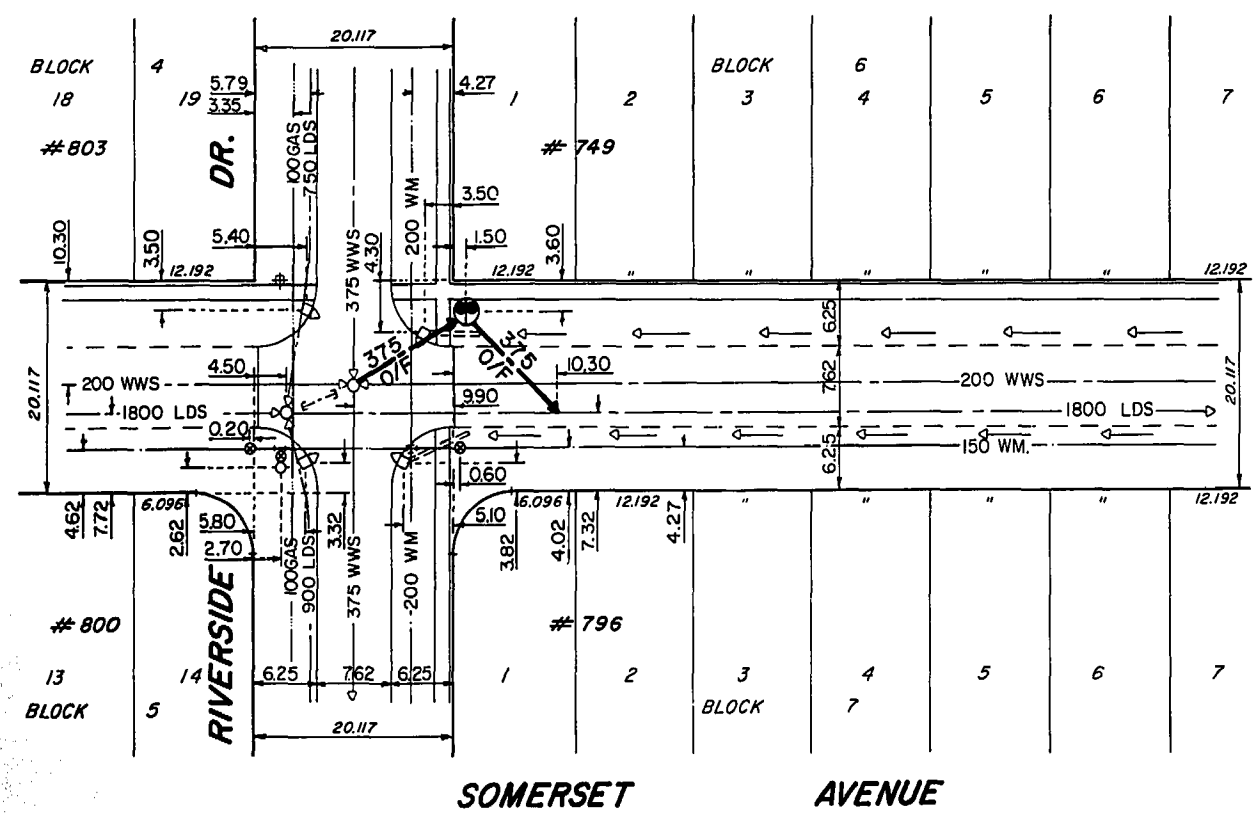 20.117
BLOCK 4
BLOCK 6
18 19
5.79
4.27
1 2 3 4 5 6 7
3.35
#803
DR.
100GAS
750 LDS
200 WM
#749
3.50
5.40
1.50
10.30
3.50
4.30
375 WWS
3.60
12.192
12.192 " " " " " 12.192
6.25
375 O/F
375 O/F
4.50
10.30
7.62
20.117
200 WWS
200 WWS
20.117
1800 LDS
9.90
1800 LDS
0.20
6.25
150 WM.
0.60
4.62
7.72
6.096
2.62
5.80
3.32
5.10
6.096
12.192 " " " " 12.192
3.82
4.02
7.32
4.27
2.70
100GAS
900 LDS
375 WWS
200 WM
RIVERSIDE
#800
#796
13 14
6.25 7.62 6.25
1 2 3 4 5 6 7
BLOCK 5
BLOCK 7
20.117
SOMERSET AVENUE